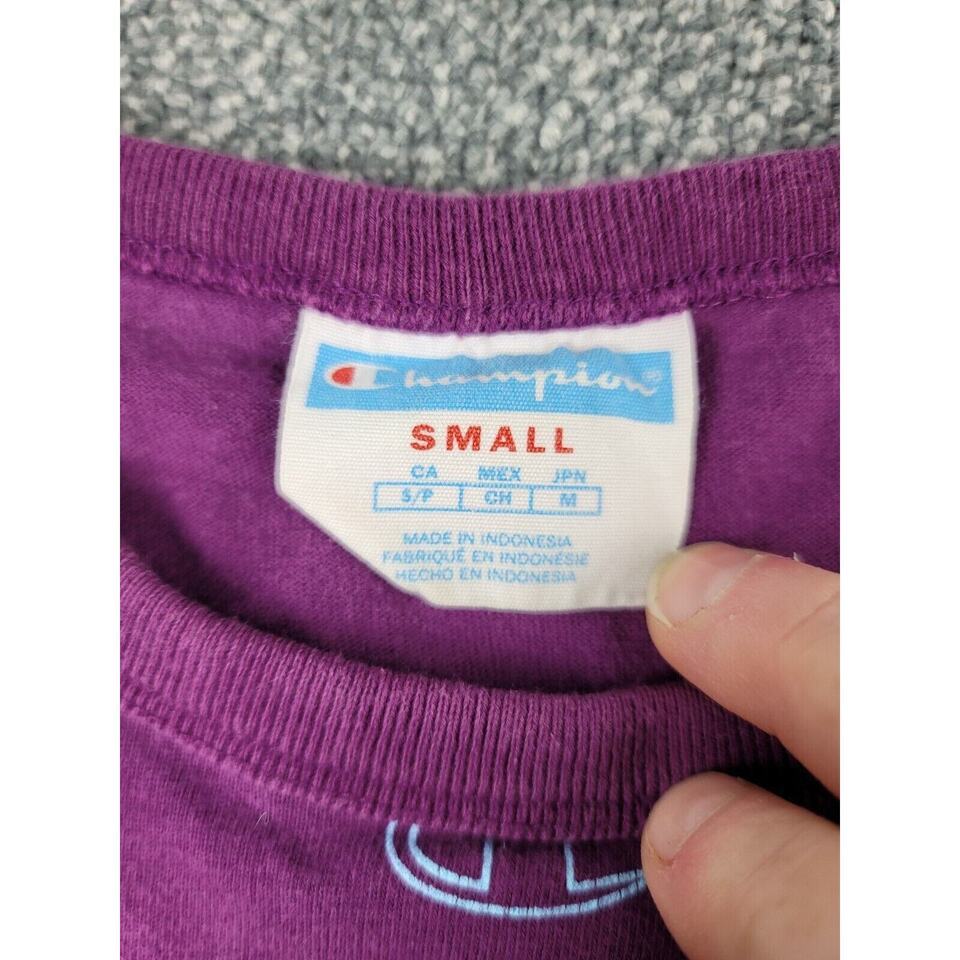 Champion
SMALL
CA MEX JPN
S/P CH M
MADE IN INDONESIA
FABRIQUÉ EN INDONÉSIE
HECHO EN INDONESIA